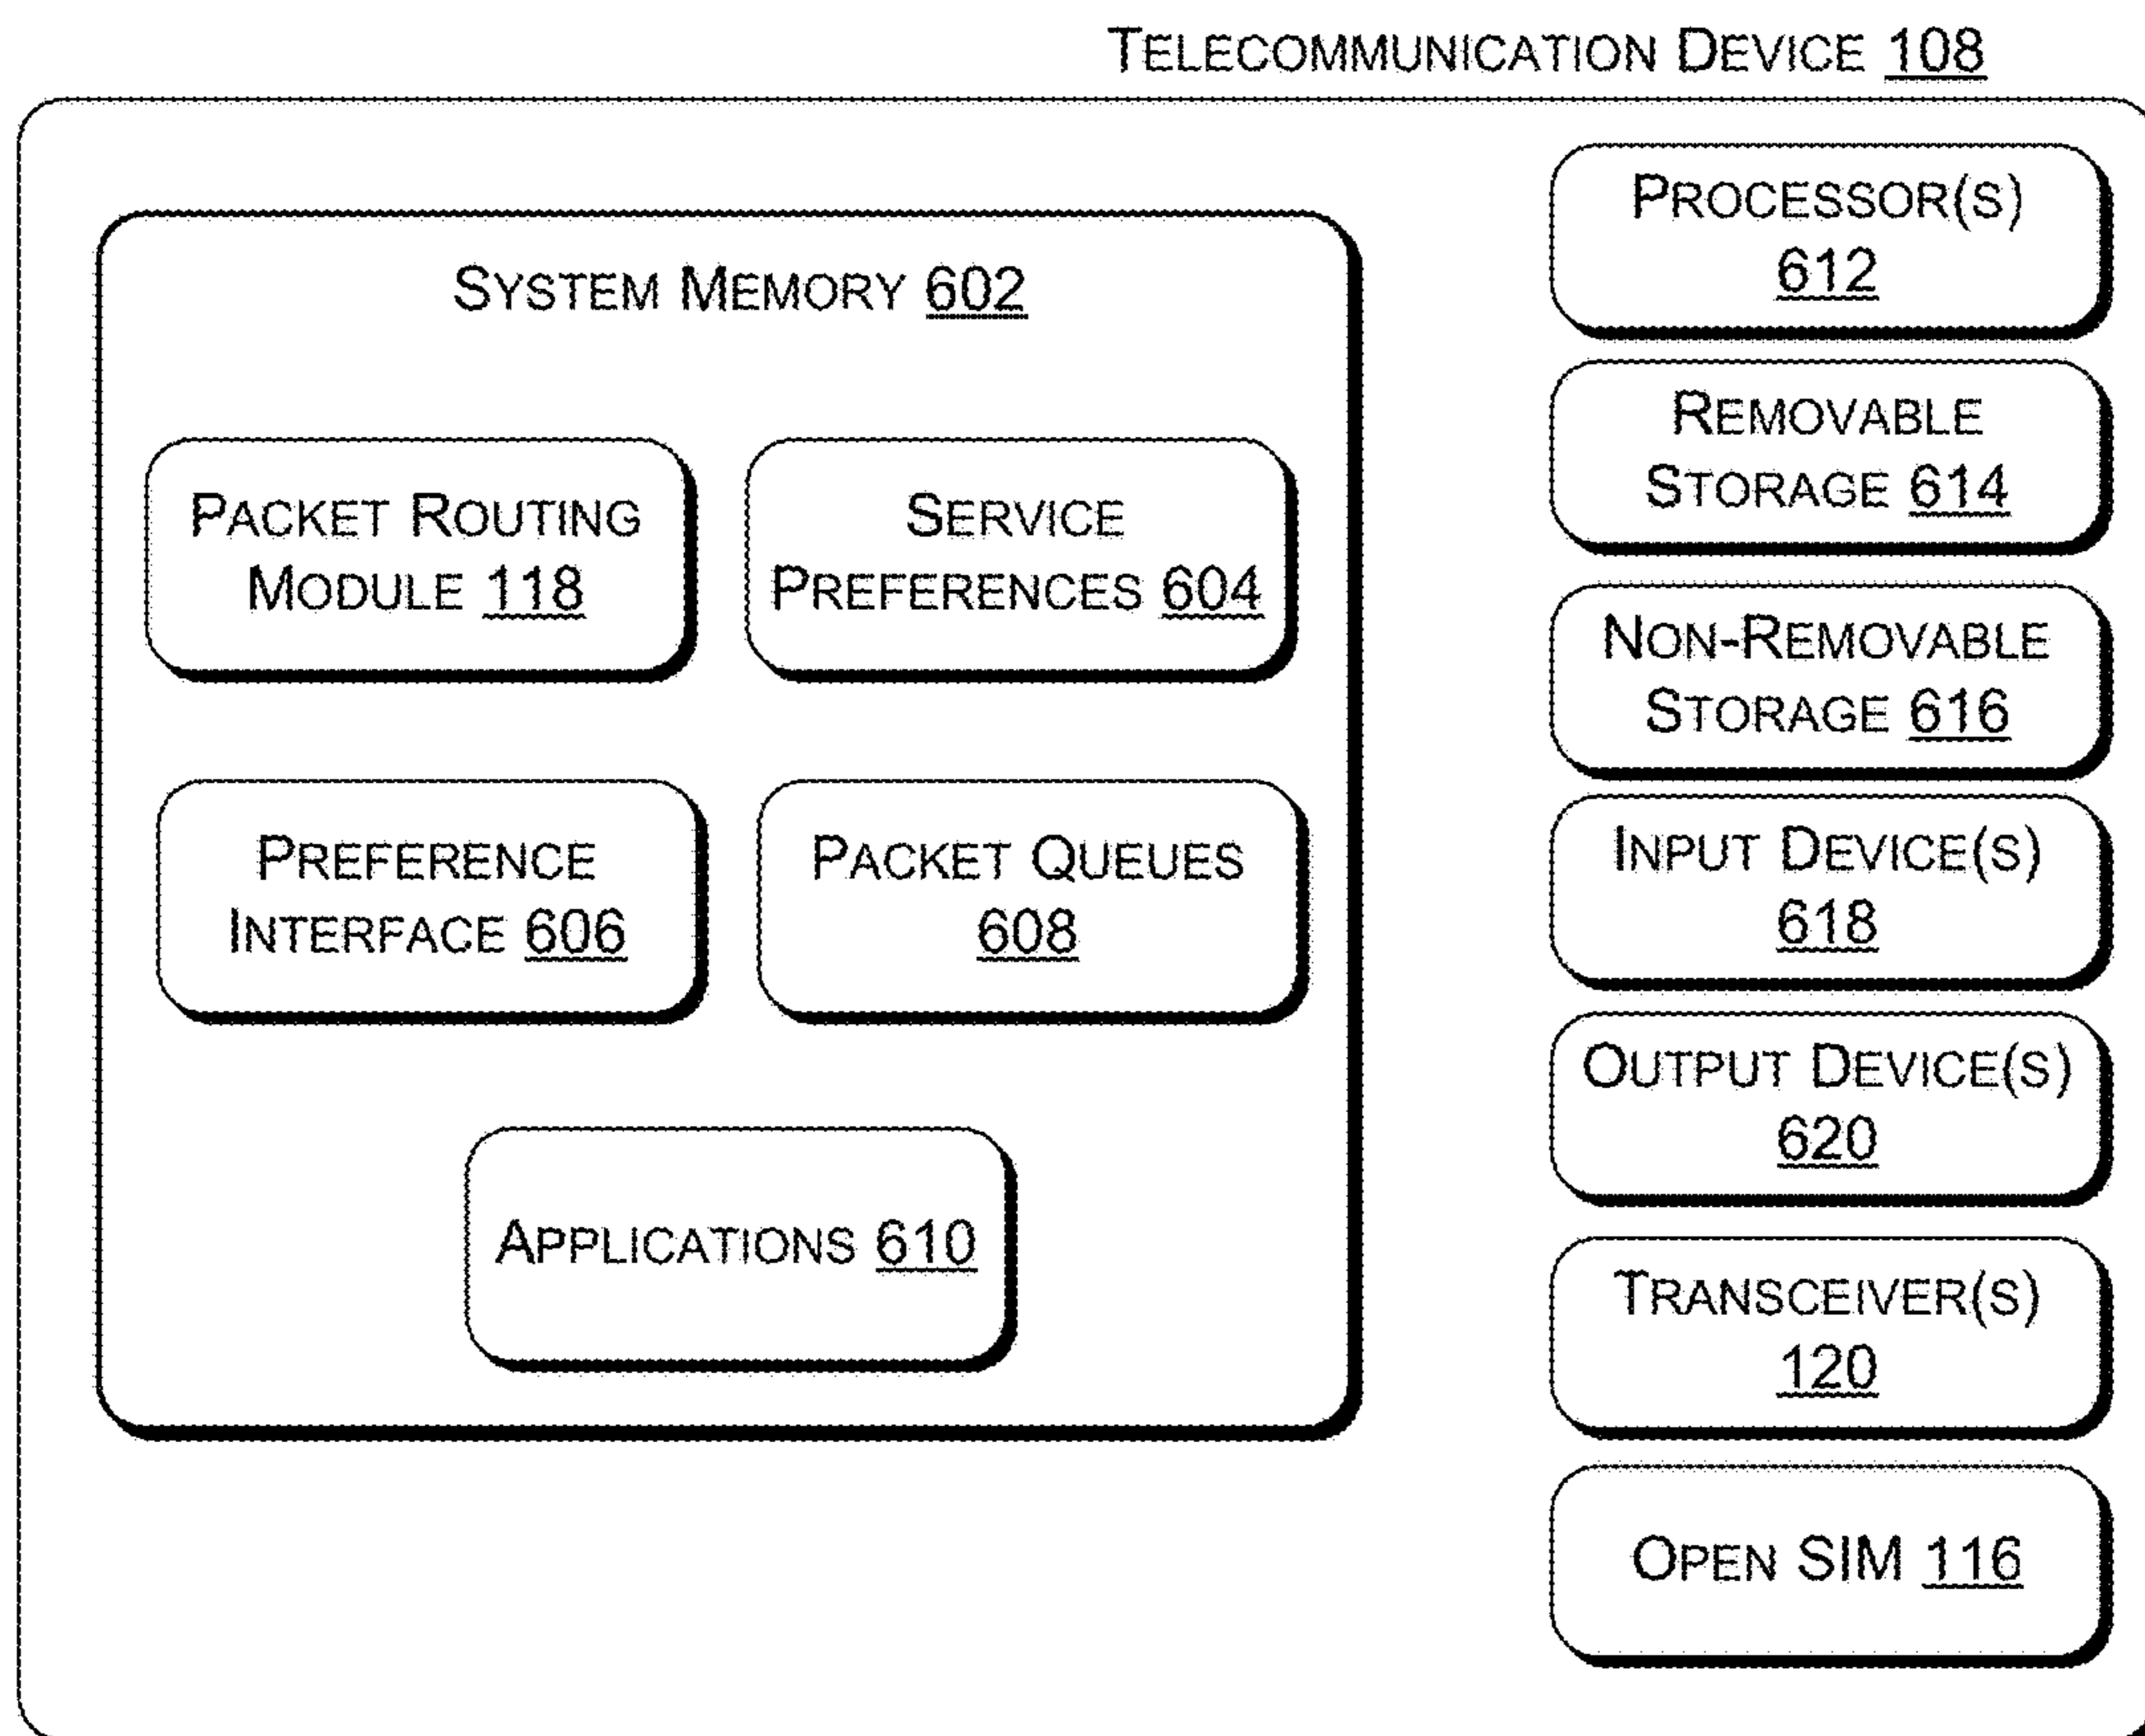 TELECOMMUNICATION DEVICE 108
SYSTEM MEMORY 602
PACKET ROUTING
MODULE 118
SERVICE
PREFERENCES 604
PREFERENCE
INTERFACE 606
PACKET QUEUES
608
APPLICATIONS 610
PROCESSOR(S)
612
REMOVABLE
STORAGE 614
NON-REMOVABLE
STORAGE 616
INPUT DEVICE(S)
618
OUTPUT DEVICE(S)
620
TRANSCEIVER(S)
120
OPEN SIM 116